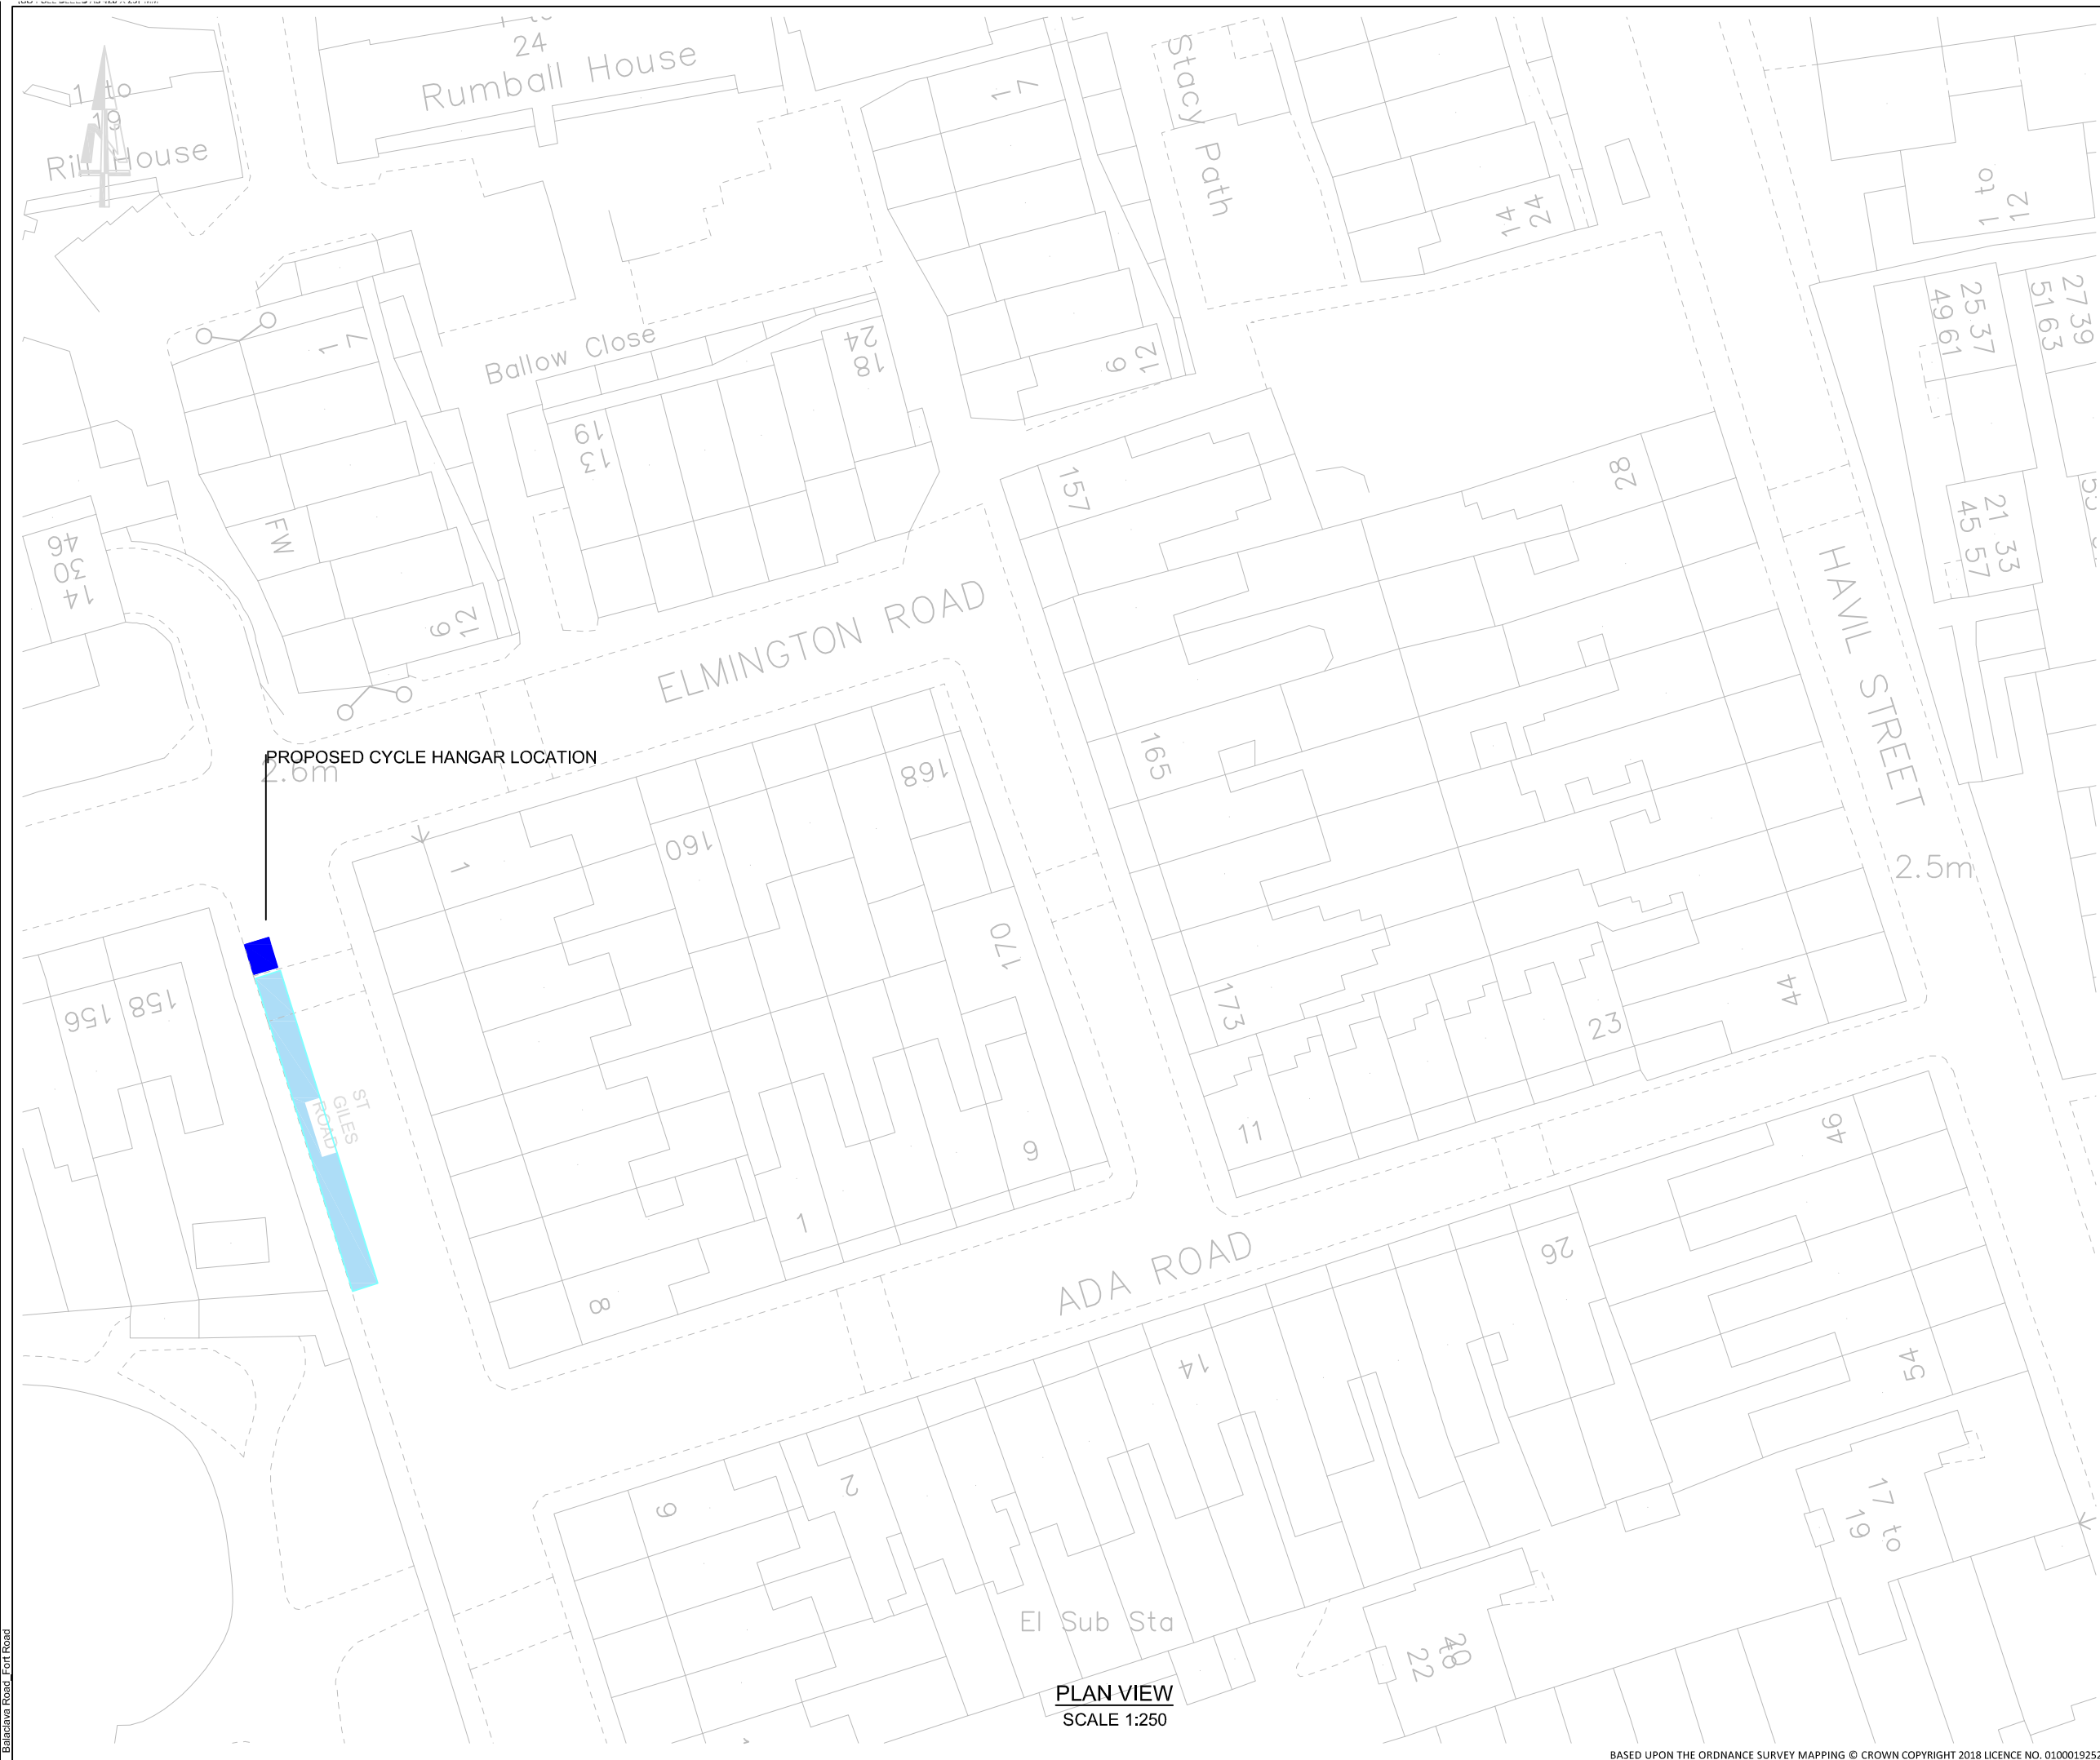 24
Rumball House
1 to
19
House
Stacy Path
1 7
14
24
1 to
12
25 37
49 61
27 39
51 63
21 33
45 57
1 7
Ballow Close
18
24
19
13
6
12
157
28
46
30
14
FW
6
12
ELMINGTON ROAD
HAVIL STREET
PROPOSED CYCLE HANGAR LOCATION
2.6m
165
168
160
1
2.5m
170
156
158
173
44
23
ST
GILES
ROAD
11
9
46
1
8
ADA ROAD
26
14
54
2
9
17 to
19
El Sub Sta
20
22
PLAN VIEW
SCALE 1:250
Balaclava Road_Fort Road
BASED UPON THE ORDNANCE SURVEY MAPPING © CROWN COPYRIGHT 2018 LICENCE NO.